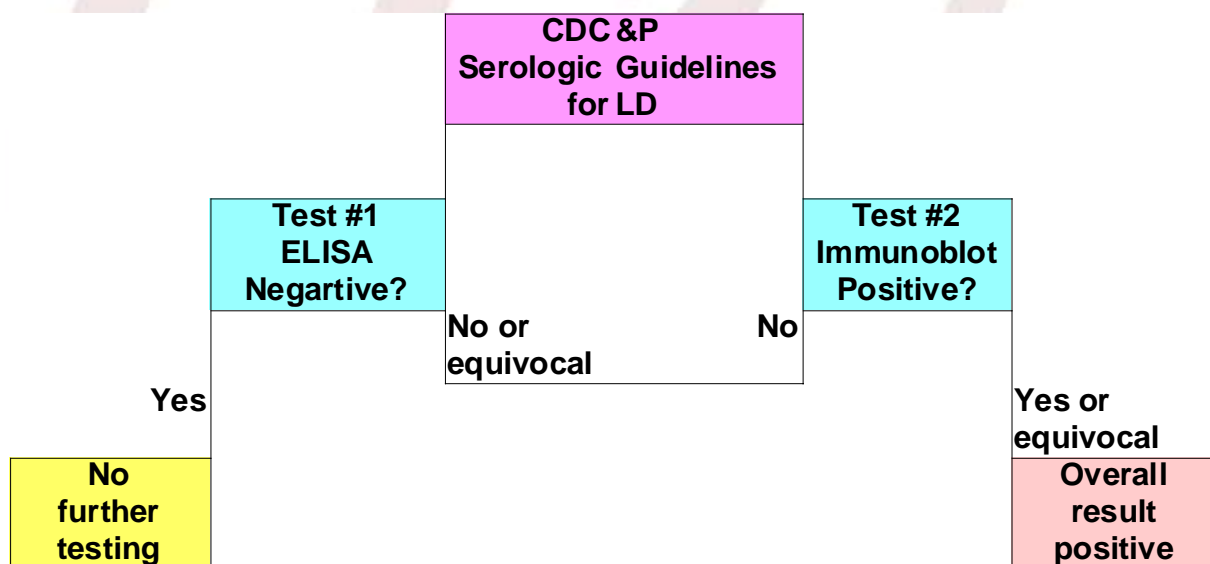 CDC &P
Serologic Guidelines
for LD
Test #1
ELISA
Negartive?
Test #2
Immunoblot
Positive?
No or
equivocal
No
Yes
Yes or
equivocal
No
further
testing
Overall
result
positive